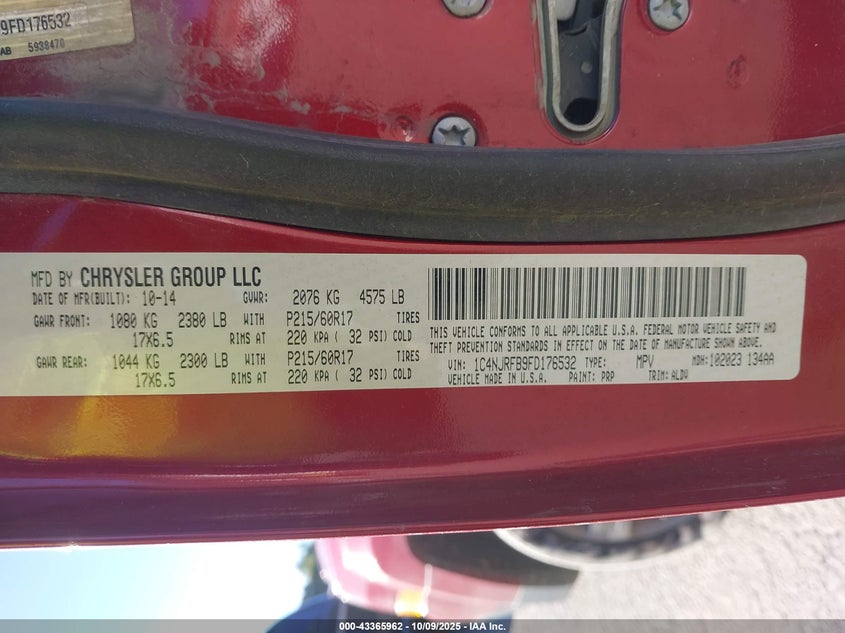 9FD176532
AB 5938470
MFD BY CHRYSLER GROUP LLC
DATE OF MFR(BUILT): 10-14 GVWR: 2076 KG 4575 LB
GAWR FRONT: 1080 KG 2380 LB WITH P215/60R17 TIRES
17X6.5 RIMS AT 220 KPA ( 32 PSI) COLD
GAWR REAR: 1044 KG 2300 LB WITH P215/60R17 TIRES
17X6.5 RIMS AT 220 KPA ( 32 PSI) COLD
THIS VEHICLE CONFORMS TO ALL APPLICABLE U.S.A. FEDERAL MOTOR VEHICLE SAFETY AND
THEFT PREVENTION STANDARDS IN EFFECT ON THE DATE OF MANUFACTURE SHOWN ABOVE.
VIN: 1C4NJRFB9FD176532 TYPE: MPV MDH: 102023 134AA
VEHICLE MADE IN U.S.A. PAINT: PRP TRIM: ALDV
000-43365962 - 10/09/2025 - IAA Inc.